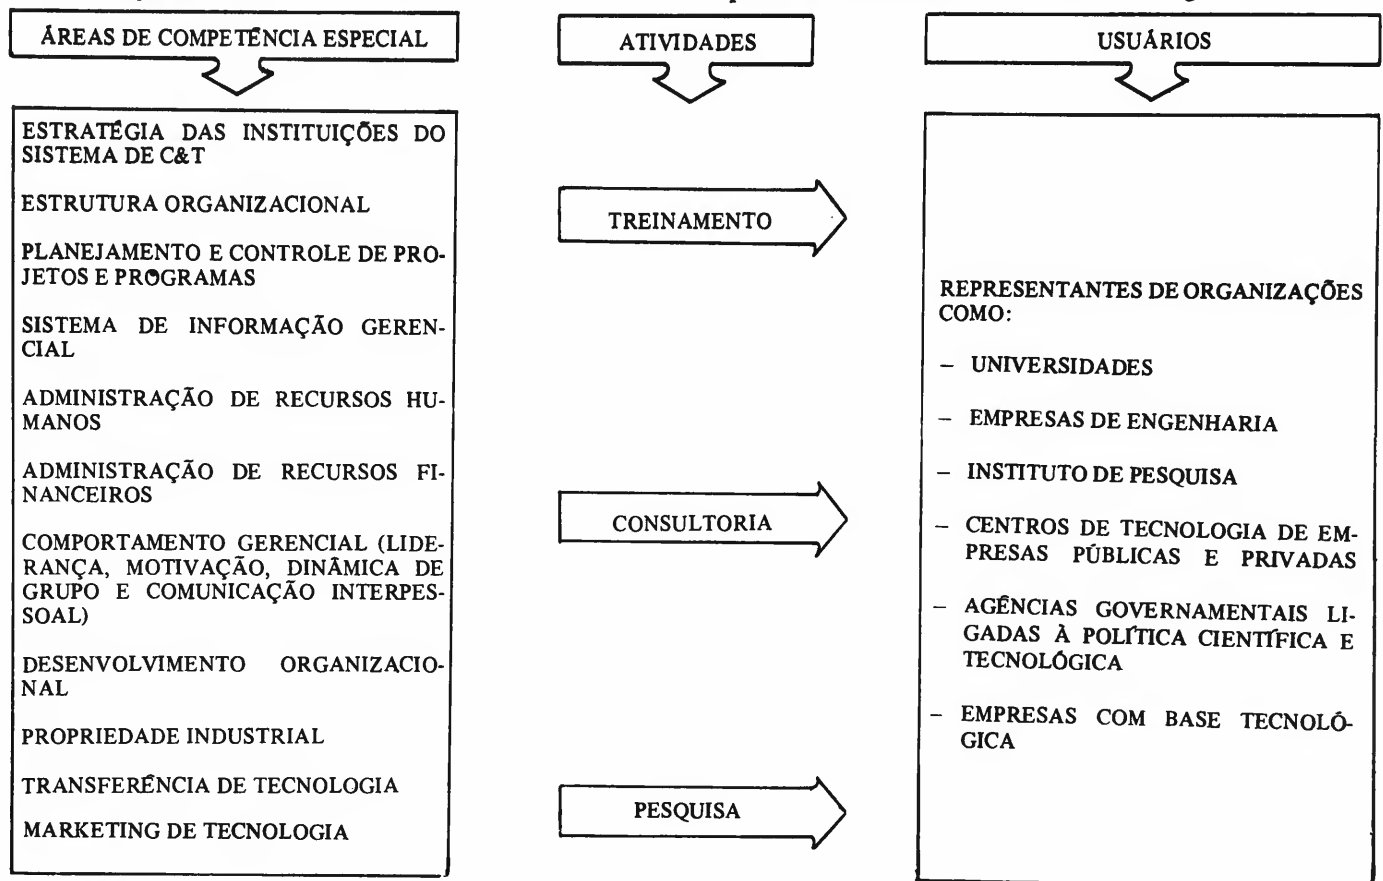 ÁREAS DE COMPETÊNCIA ESPECIAL
ESTRATÉGIA DAS INSTITUIÇÕES DO
SISTEMA DE C&T
ESTRUTURA ORGANIZACIONAL
PLANEJAMENTO E CONTROLE DE PRO-
JETOS E PROGRAMAS
SISTEMA DE INFORMAÇÃO GEREN-
CIAL
ADMINISTRAÇÃO DE RECURSOS HU-
MANOS
ADMINISTRAÇÃO DE RECURSOS FI-
NANCEIROS
COMPORTAMENTO GERENCIAL (LIDE-
RANÇA, MOTIVAÇÃO, DINÂMICA DE
GRUPO E COMUNICAÇÃO INTERPES-
SOAL)
DESENVOLVIMENTO ORGANIZACIO-
NAL
PROPRIEDADE INDUSTRIAL
TRANSFERÊNCIA DE TECNOLOGIA
MARKETING DE TECNOLOGIA
ATIVIDADES
TREINAMENTO
CONSULTORIA
PESQUISA
USUÁRIOS
REPRESENTANTES DE ORGANIZAÇÕES
COMO:
– UNIVERSIDADES
– EMPRESAS DE ENGENHARIA
– INSTITUTO DE PESQUISA
– CENTROS DE TECNOLOGIA DE EM-
PRESAS PÚBLICAS E PRIVADAS
– AGÊNCIAS GOVERNAMENTAIS LI-
GADAS À POLÍTICA CIENTÍFICA E
TECNOLÓGICA
– EMPRESAS COM BASE TECNOLÓ-
GICA